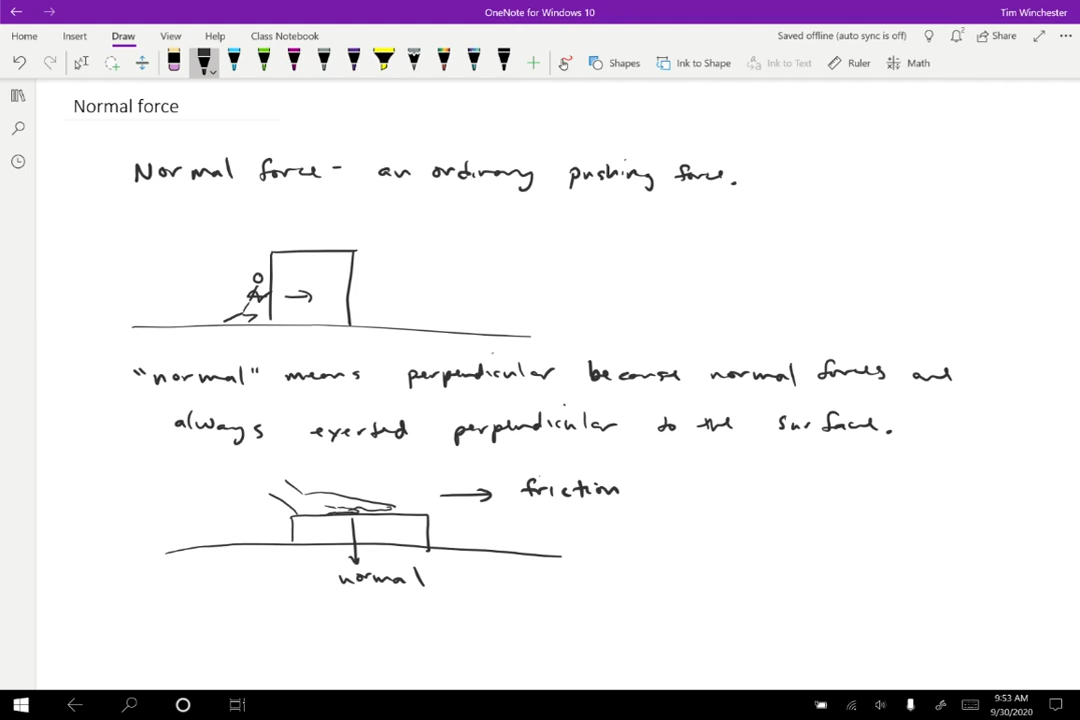 OneNote for Windows 10
Tim Winchester
Home Insert Draw View Help Class Notebook
Saved offline (auto sync is off) 2 Share
Shapes Ink to Shape Ink to Text Ruler Math
Normal force
Normal force - an ordinary pushing force.
"normal" means perpendicular because normal forces are
always exerted perpendicular to the surface.
friction
normal
9:53 AM
9/30/2020